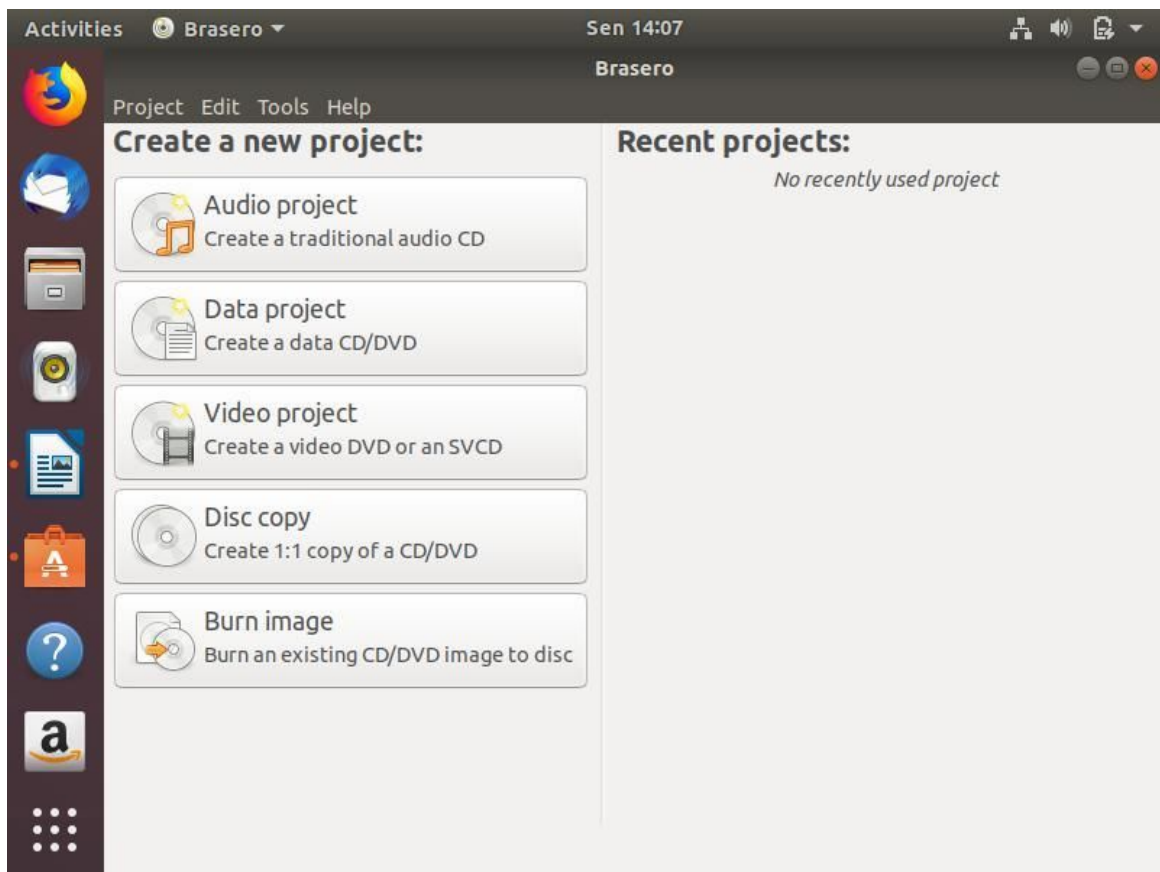 Activities Brasero Sen 14:07
Brasero
Project Edit Tools Help
Create a new project:
Audio project
Create a traditional audio CD
Data project
Create a data CD/DVD
Video project
Create a video DVD or an SVCD
Disc copy
Create 1:1 copy of a CD/DVD
Burn image
Burn an existing CD/DVD image to disc
Recent projects:
No recently used project
A
?
a